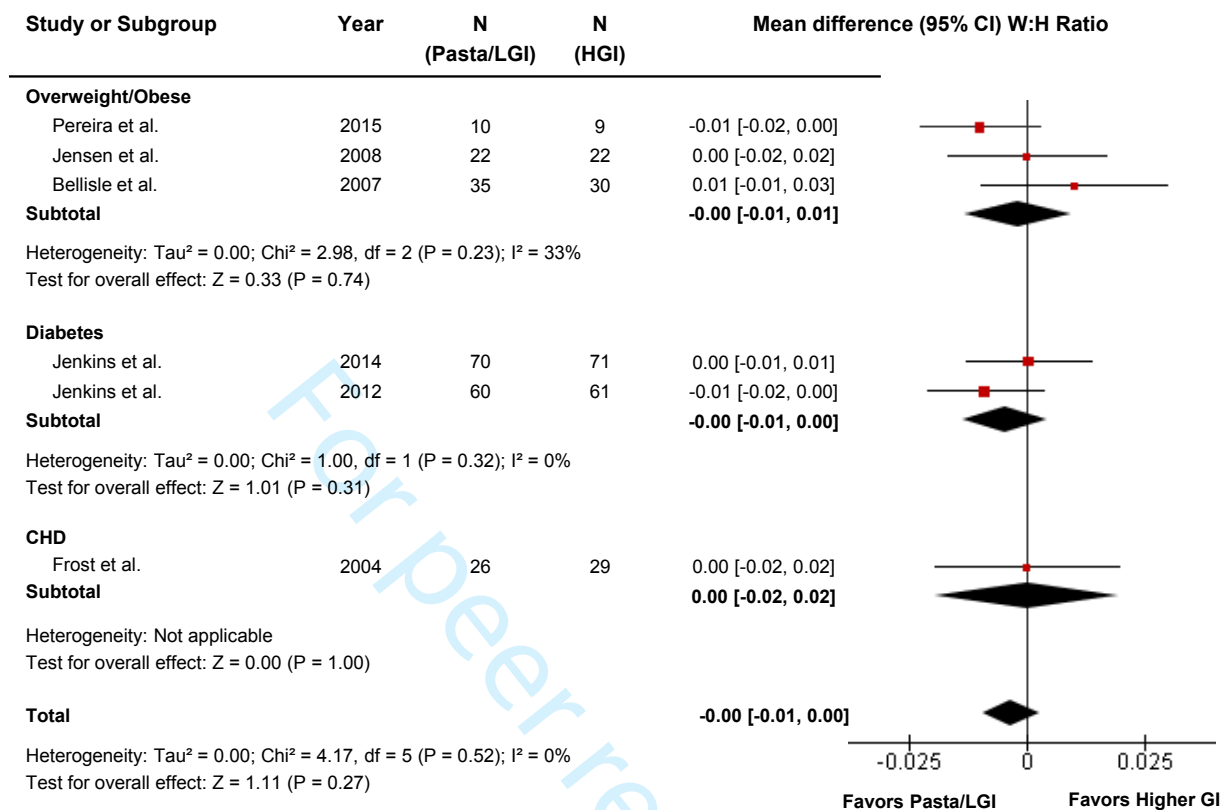 Study or Subgroup Year N N Mean difference (95% CI) W:H Ratio
(Pasta/LGI) (HGI)
Overweight/Obese
Pereira et al. 2015 10 9 -0.01 [-0.02, 0.00]
Jensen et al. 2008 22 22 0.00 [-0.02, 0.02]
Bellisle et al. 2007 35 30 0.01 [-0.01, 0.03]
Subtotal -0.00 [-0.01, 0.01]
Heterogeneity: Tau² = 0.00; Chi² = 2.98, df = 2 (P = 0.23); I² = 33%
Test for overall effect: Z = 0.33 (P = 0.74)
Diabetes
Jenkins et al. 2014 70 71 0.00 [-0.01, 0.01]
Jenkins et al. 2012 60 61 -0.01 [-0.02, 0.00]
Subtotal -0.00 [-0.01, 0.00]
Heterogeneity: Tau² = 0.00; Chi² = 1.00, df = 1 (P = 0.32); I² = 0%
Test for overall effect: Z = 1.01 (P = 0.31)
CHD
Frost et al. 2004 26 29 0.00 [-0.02, 0.02]
Subtotal 0.00 [-0.02, 0.02]
Heterogeneity: Not applicable
Test for overall effect: Z = 0.00 (P = 1.00)
Total -0.00 [-0.01, 0.00]
Heterogeneity: Tau² = 0.00; Chi² = 4.17, df = 5 (P = 0.52); I² = 0%
Test for overall effect: Z = 1.11 (P = 0.27)
-0.025 0 0.025
Favors Pasta/LGI Favors Higher GI
For peer re